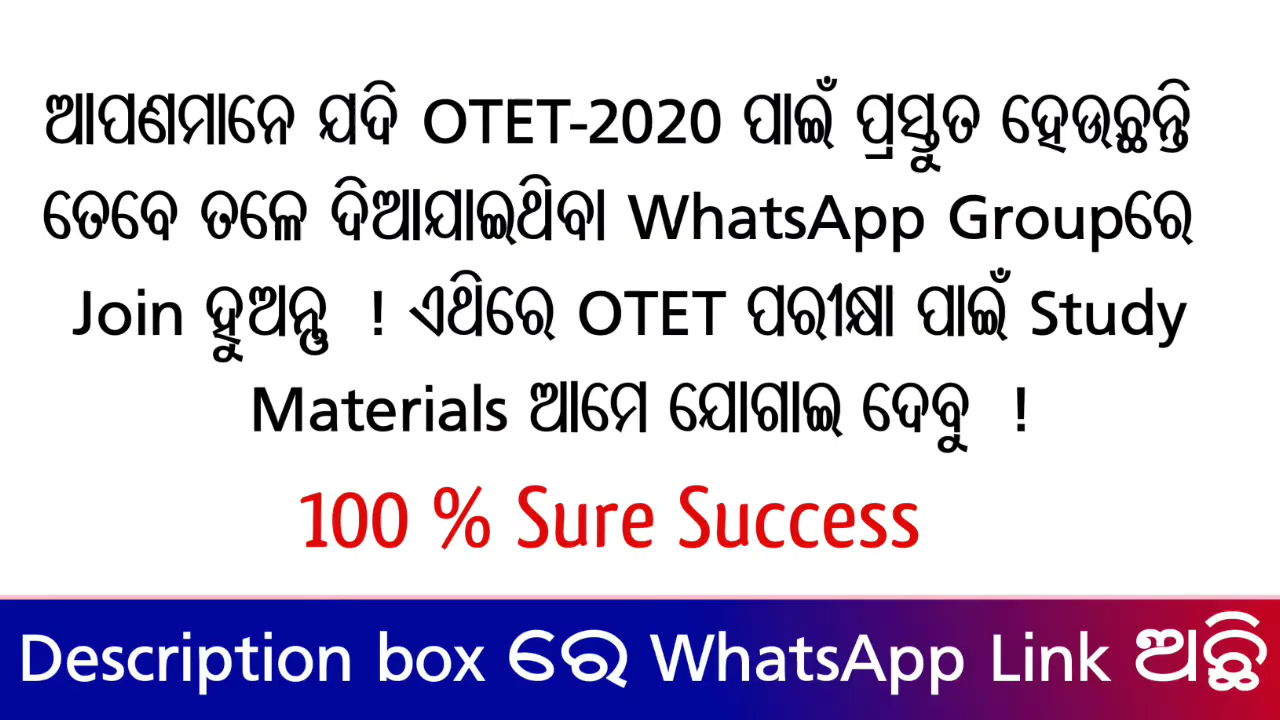 ଆପଣମାନେ ଯଦି OTET-2020 ପାଇଁ ପ୍ରସ୍ତୁତ ହେଉଛନ୍ତି
ତେବେ ତଳେ ଦିଆଯାଇଥିବା WhatsApp Groupରେ
Join ହୁଅନ୍ତୁ ! ଏଥିରେ OTET ପରୀକ୍ଷା ପାଇଁ Study
Materials ଆମେ ଯୋଗାଇ ଦେବୁ !
100 % Sure Success
Description box ରେ WhatsApp Link ଅଛି